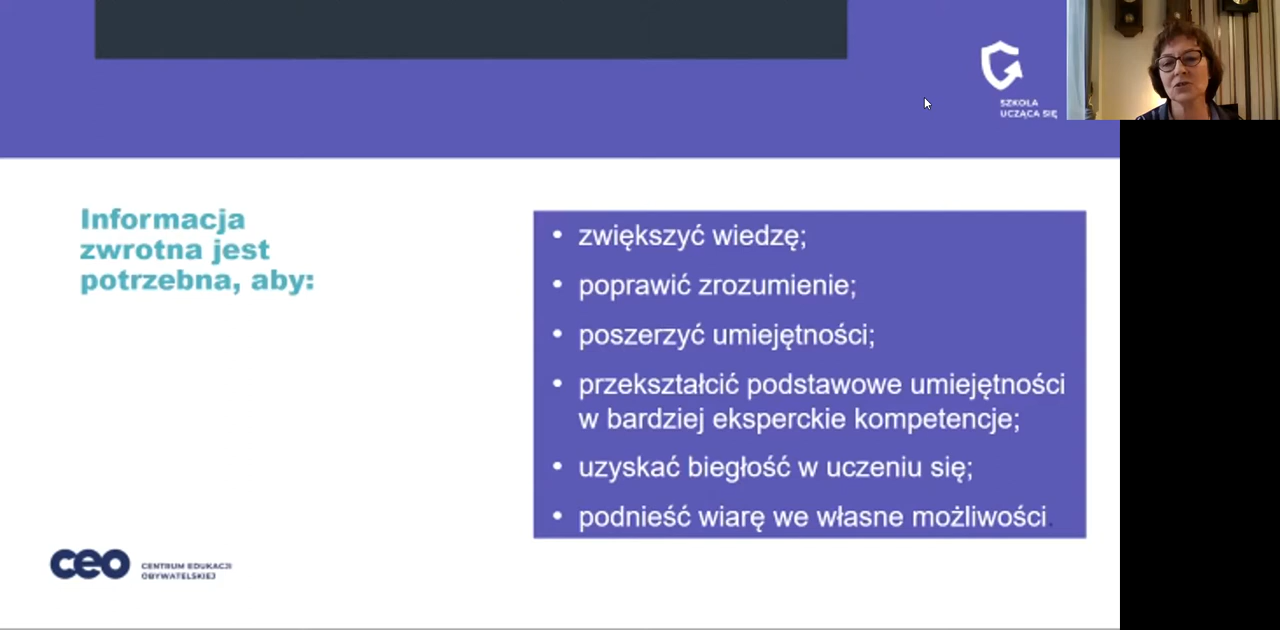 SZKOŁA
UCZĄCA SIĘ
Informacja
zwrotna jest
potrzebna, aby:
• zwiększyć wiedzę;
• poprawić zrozumienie;
• poszerzyć umiejętności;
• przekształcić podstawowe umiejętności
w bardziej eksperckie kompetencje;
• uzyskać biegłość w uczeniu się;
• podnieść wiarę we własne możliwości.
ceo
CENTRUM EDUKACJI
OBYWATELSKIEJ